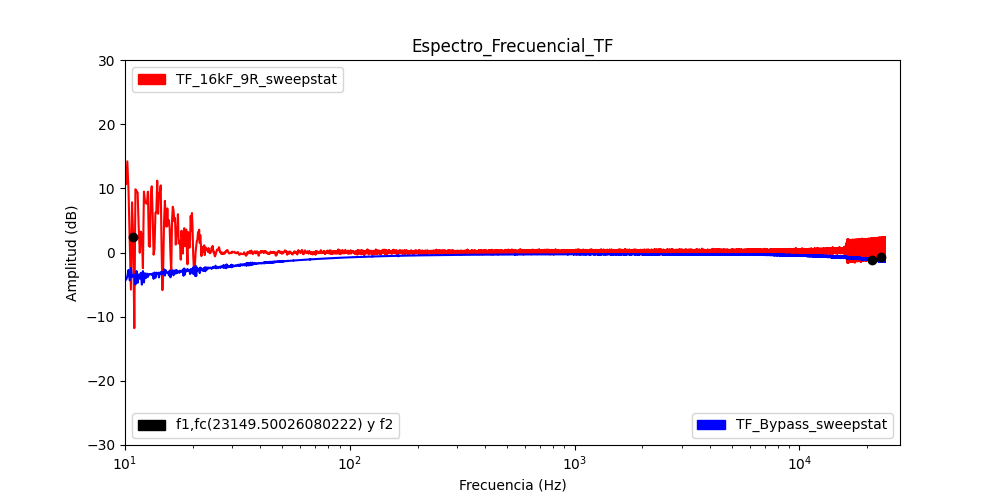 Espectro_Frecuencial_TF
TF_16kF_9R_sweepstat
30
20
10
0
−10
−20
−30
Amplitud (dB)
f1,fc(23149.50026080222) y f2
TF_Bypass_sweepstat
10¹
10²
10³
10⁴
Frecuencia (Hz)